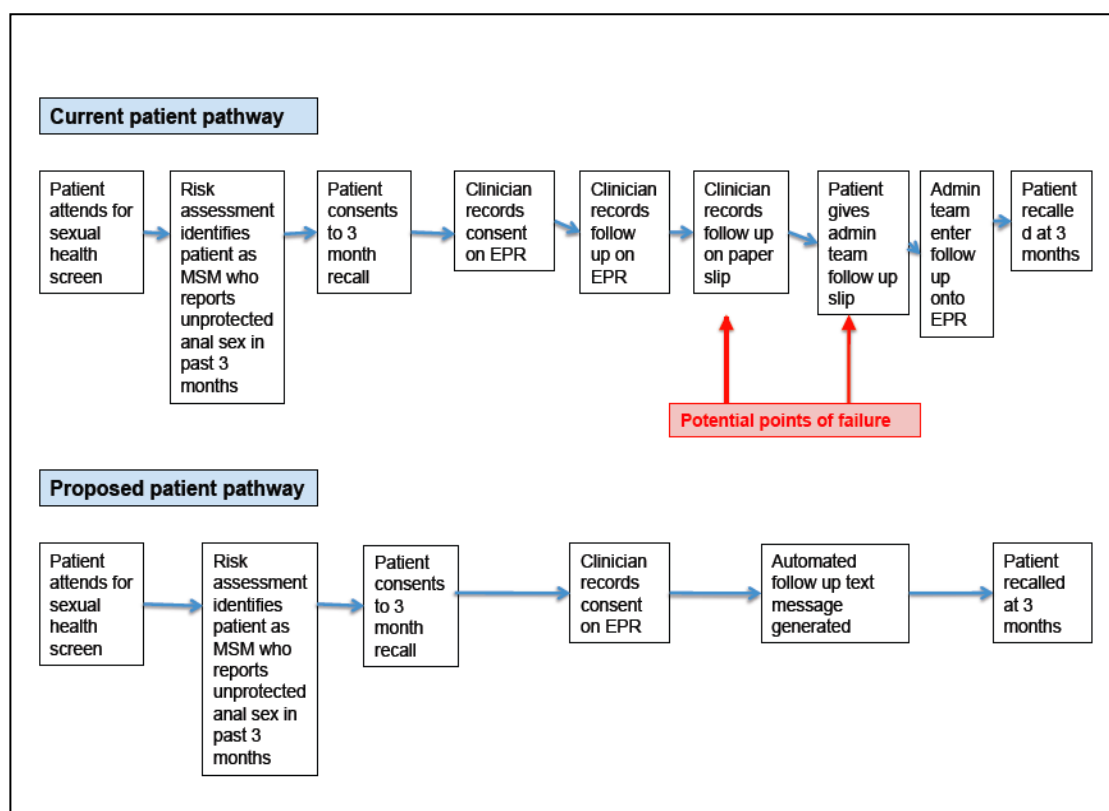 Current patient pathway
Patient
attends for
sexual
health
screen
Risk
assessment
identifies
patient as
MSM who
reports
unprotected
anal sex in
past 3
months
Patient
consents
to 3
month
recall
Clinician
records
consent
on EPR
Clinician
records
follow
up on EPR
Clinician
records
follow up
on paper
slip
Patient
gives
admin
team
follow up
slip
Admin
team
enter
follow
up
onto
EPR
Patient
recalle
d at 3
months
Potential points of failure
Proposed patient pathway
Patient
attends for
sexual
health
screen
Risk
assessment
identifies
patient as
MSM who
reports
unprotected
anal sex in
past 3
months
Patient
consents
to 3
month
recall
Clinician
records
consent
on EPR
Automated
follow up text
message
generated
Patient
recalled
at 3
months